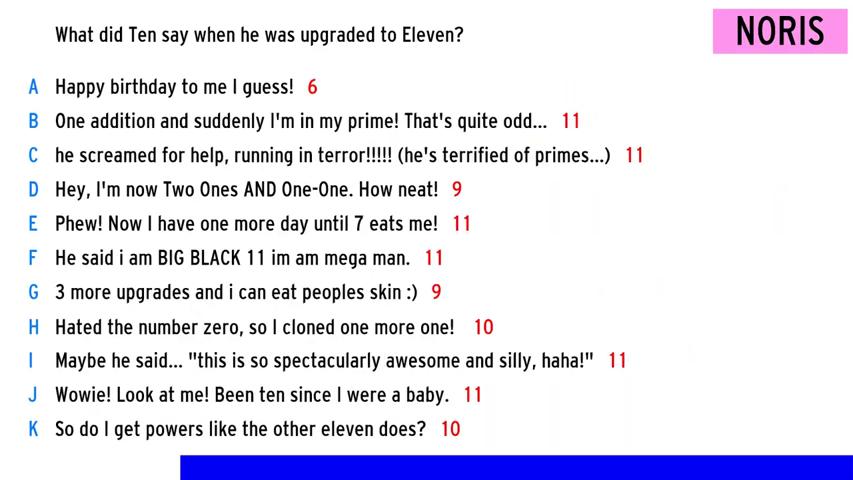 What did Ten say when he was upgraded to Eleven?
NORIS
A Happy birthday to me I guess! 6
B One addition and suddenly I'm in my prime! That's quite odd... 11
C he screamed for help, running in terror!!!!! (he's terrified of primes...) 11
D Hey, I'm now Two Ones AND One-One. How neat! 9
E Phew! Now I have one more day until 7 eats me! 11
F He said i am BIG BLACK 11 im am mega man. 11
G 3 more upgrades and i can eat peoples skin :) 9
H Hated the number zero, so I cloned one more one! 10
I Maybe he said... "this is so spectacularly awesome and silly, haha!" 11
J Wowie! Look at me! Been ten since I were a baby. 11
K So do I get powers like the other eleven does? 10